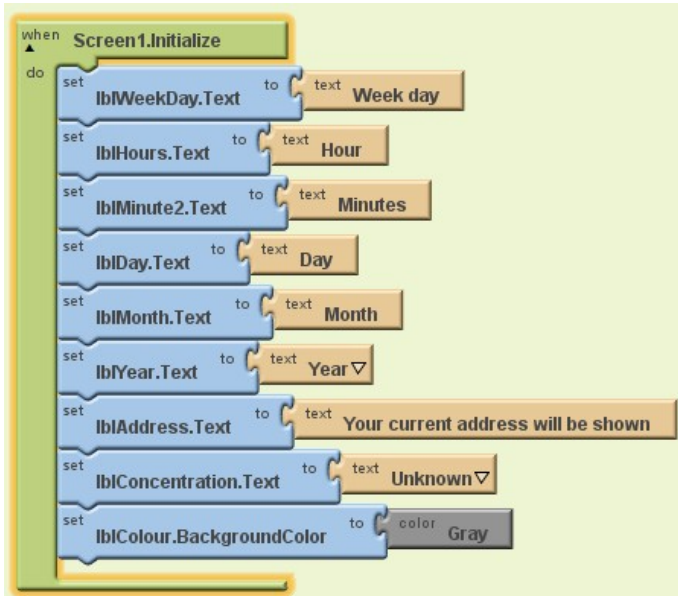 when Screen1.Initialize
do
set lblWeekDay.Text to text Week day
set lblHours.Text to text Hour
set lblMinute2.Text to text Minutes
set lblDay.Text to text Day
set lblMonth.Text to text Month
set lblYear.Text to text Year
set lblAddress.Text to text Your current address will be shown
set lblConcentration.Text to text Unknown
set lblColour.BackgroundColor to color Gray